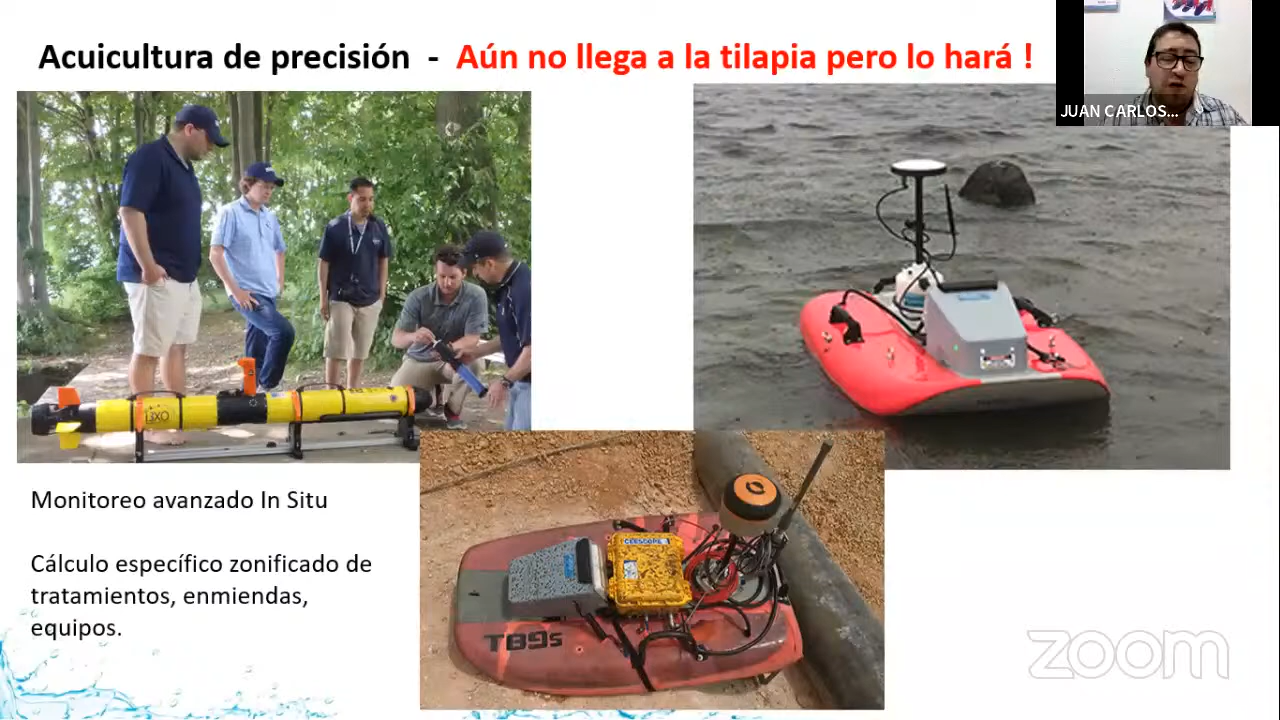 Acuicultura de precisión - Aún no llega a la tilapia pero lo hará !
JUAN CARLOS...
CEESCOPE
TB9s
Monitoreo avanzado In Situ
Cálculo específico zonificado de
tratamientos, enmiendas,
equipos.
zoom